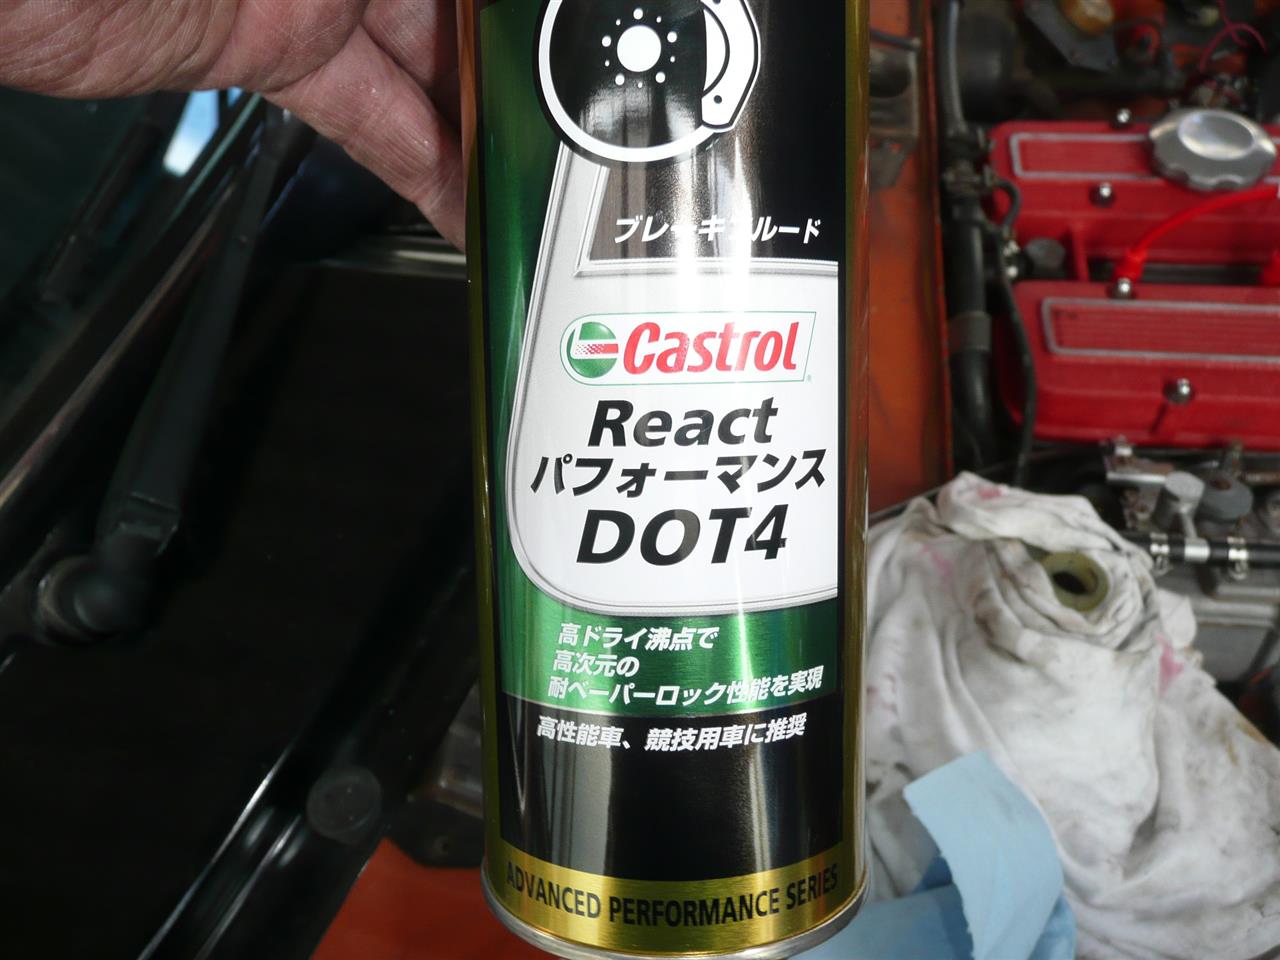 ブレーキフルード
Castrol
React
パフォーマンス
DOT4
高ドライ沸点で
高次元の
耐ベーパーロック性能を実現
高性能車、競技用車に推奨
ADVANCED PERFORMANCE SERIES